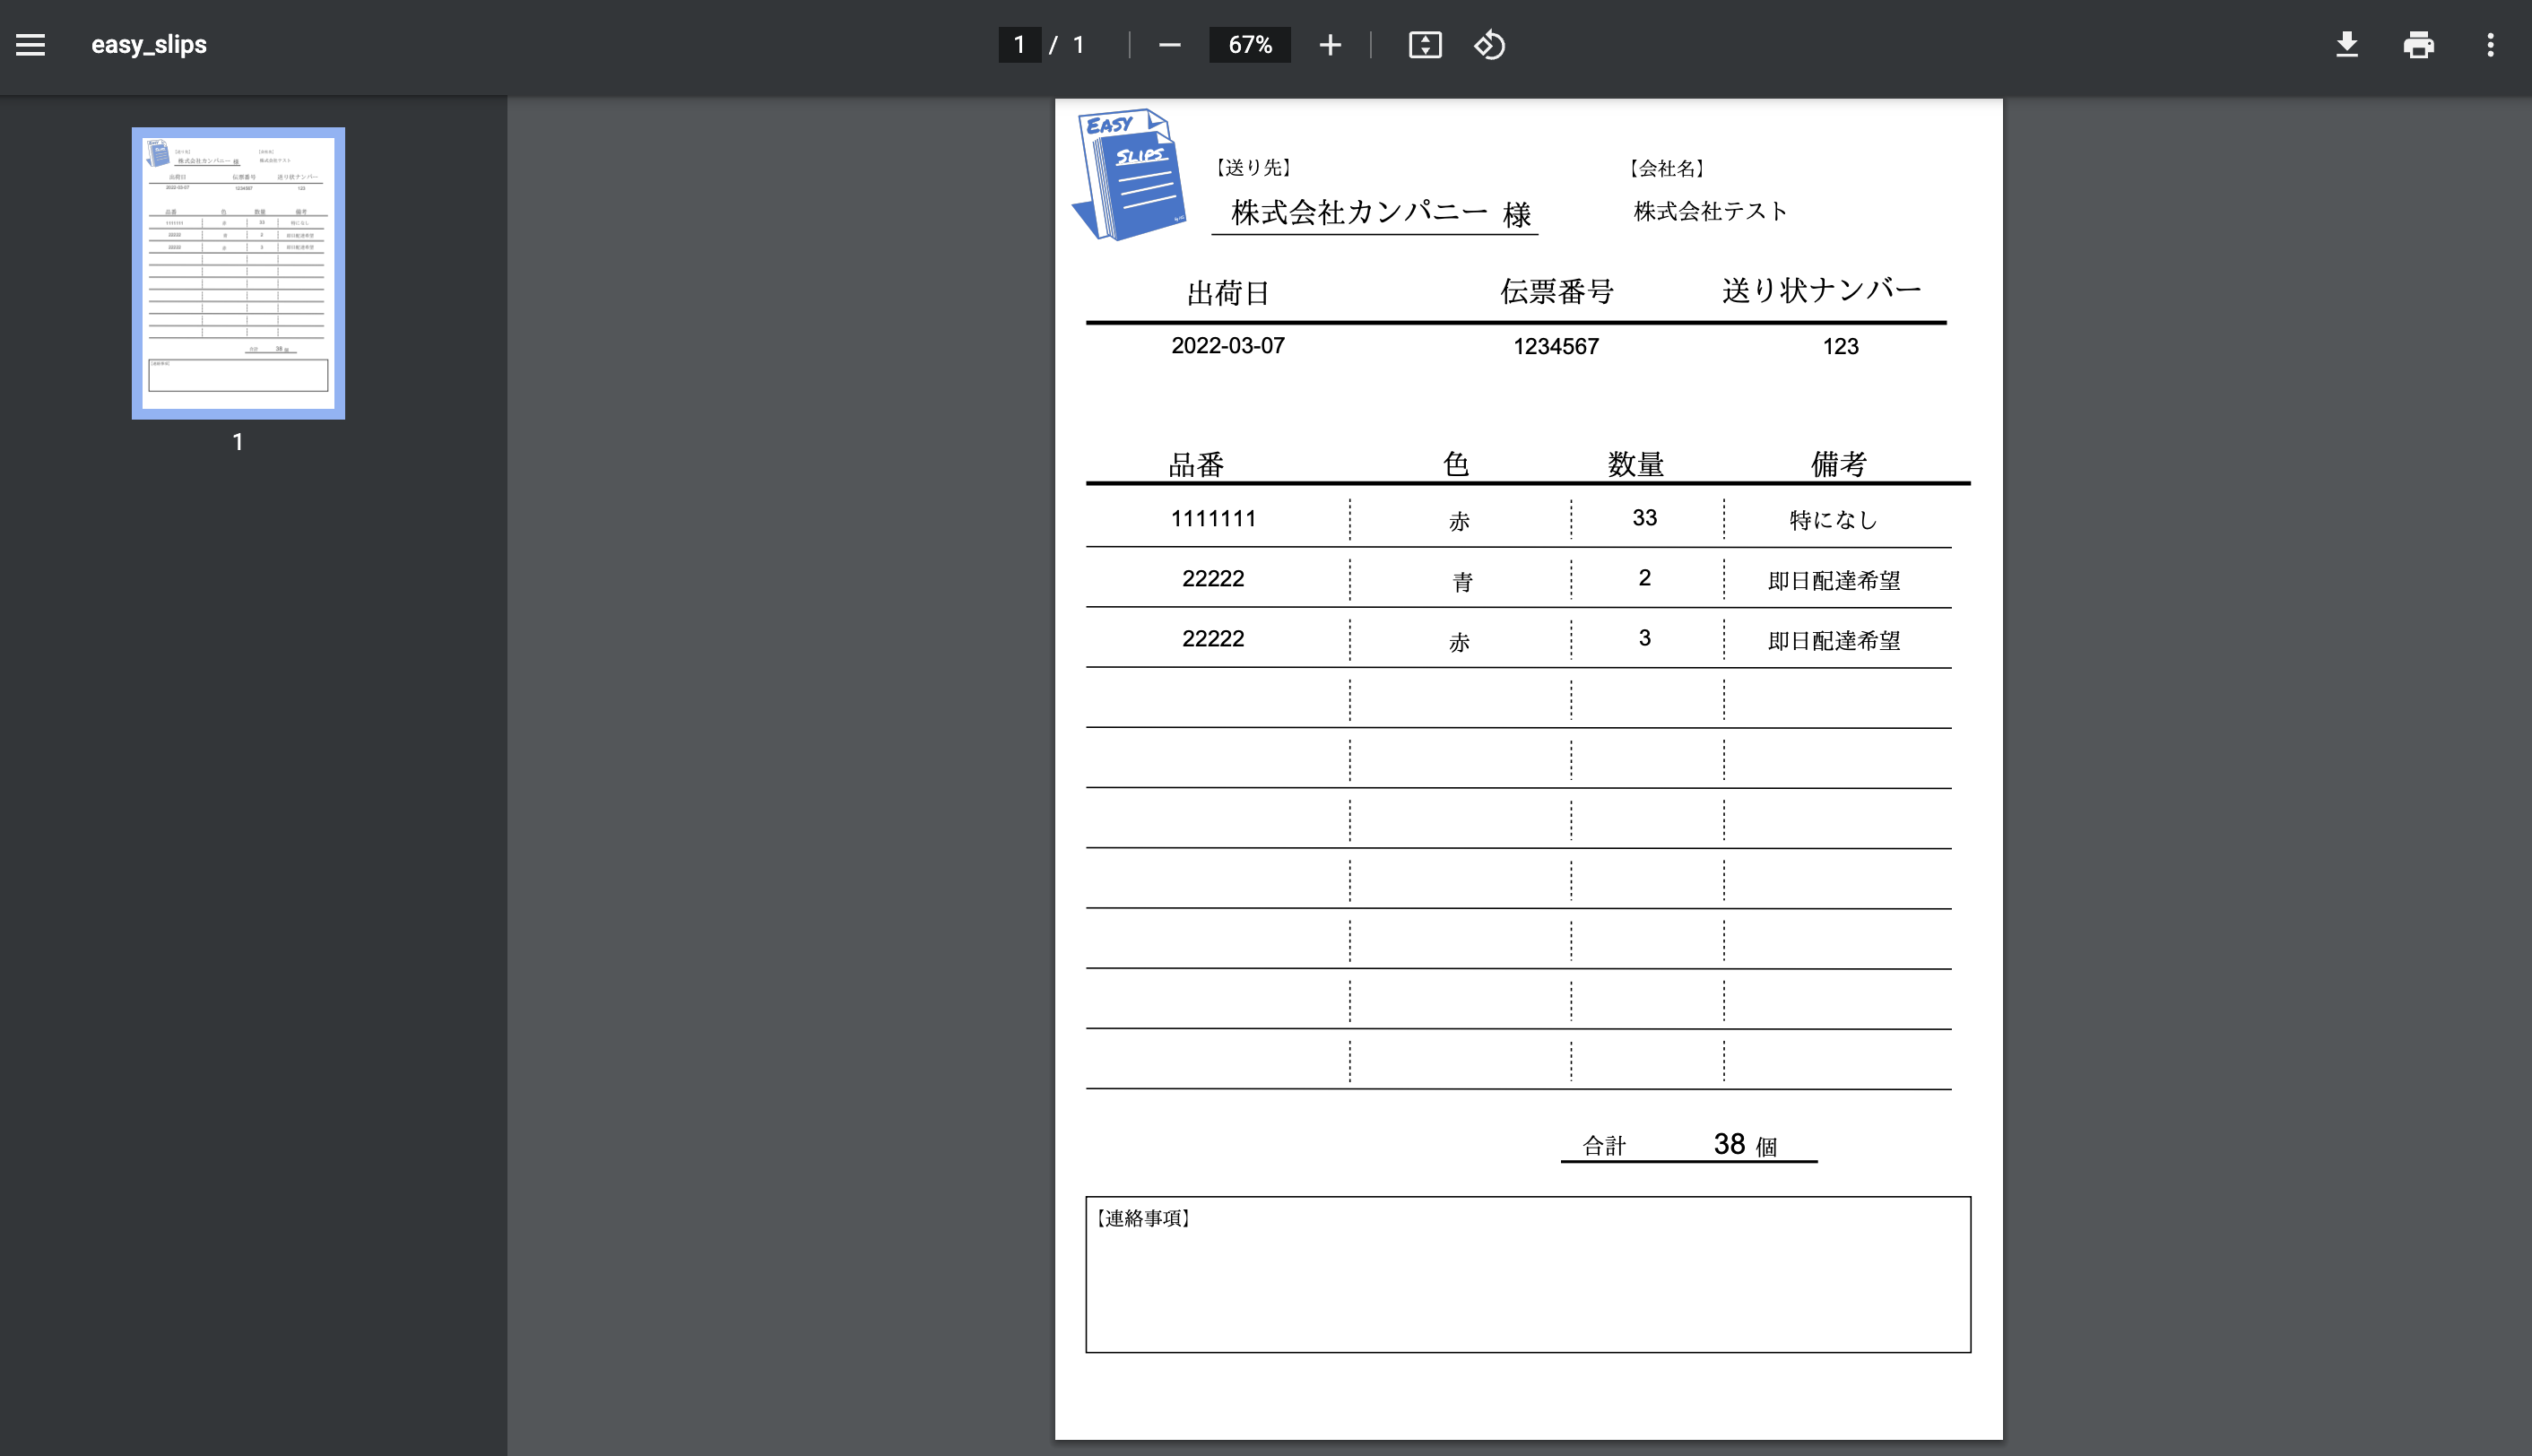 easy_slips
1 / 1
67%
1
EASY
SLIPS
【送り先】
【会社名】
株式会社カンパニー 様
株式会社テスト
出荷日 伝票番号 送り状ナンバー
2022-03-07 1234567 123
品番 色 数量 備考
1111111 赤 33 特になし
22222 青 2 即日配達希望
22222 赤 3 即日配達希望
合計 38 個
【連絡事項】